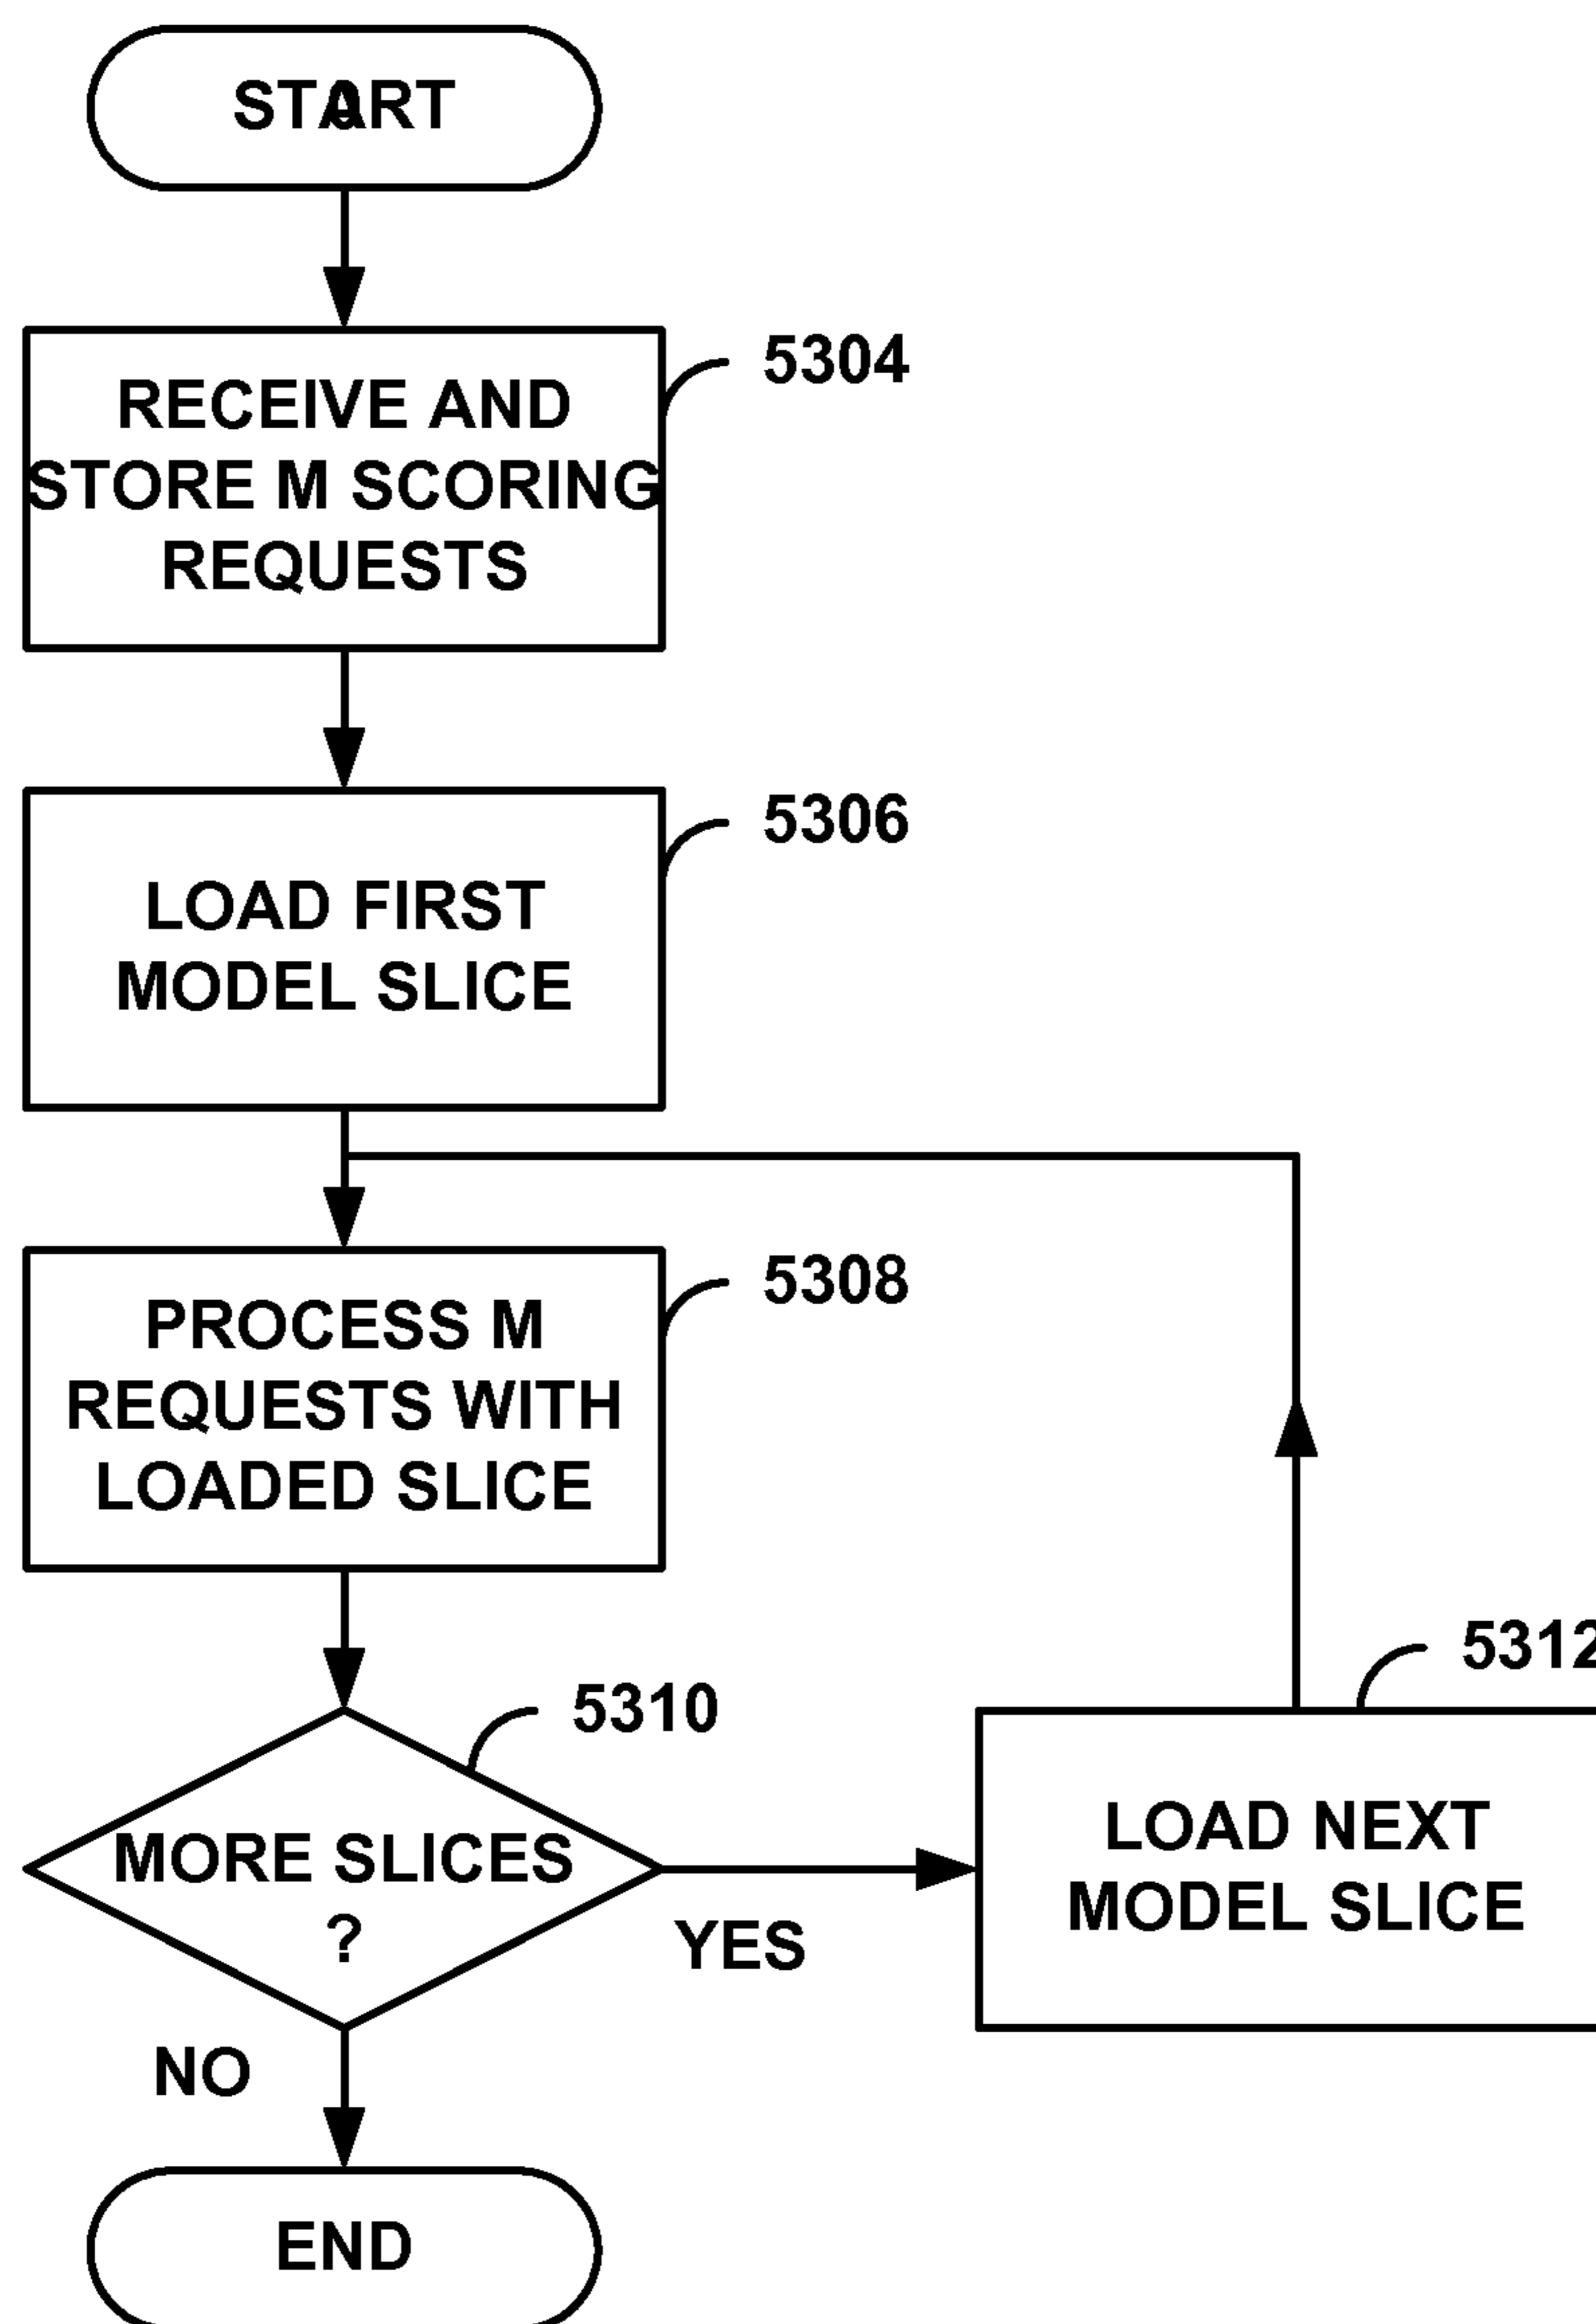 START
5304
RECEIVE AND
STORE M SCORING
REQUESTS
5306
LOAD FIRST
MODEL SLICE
5308
PROCESS M
REQUESTS WITH
LOADED SLICE
5310
MORE SLICES
?
YES
NO
5312
LOAD NEXT
MODEL SLICE
END